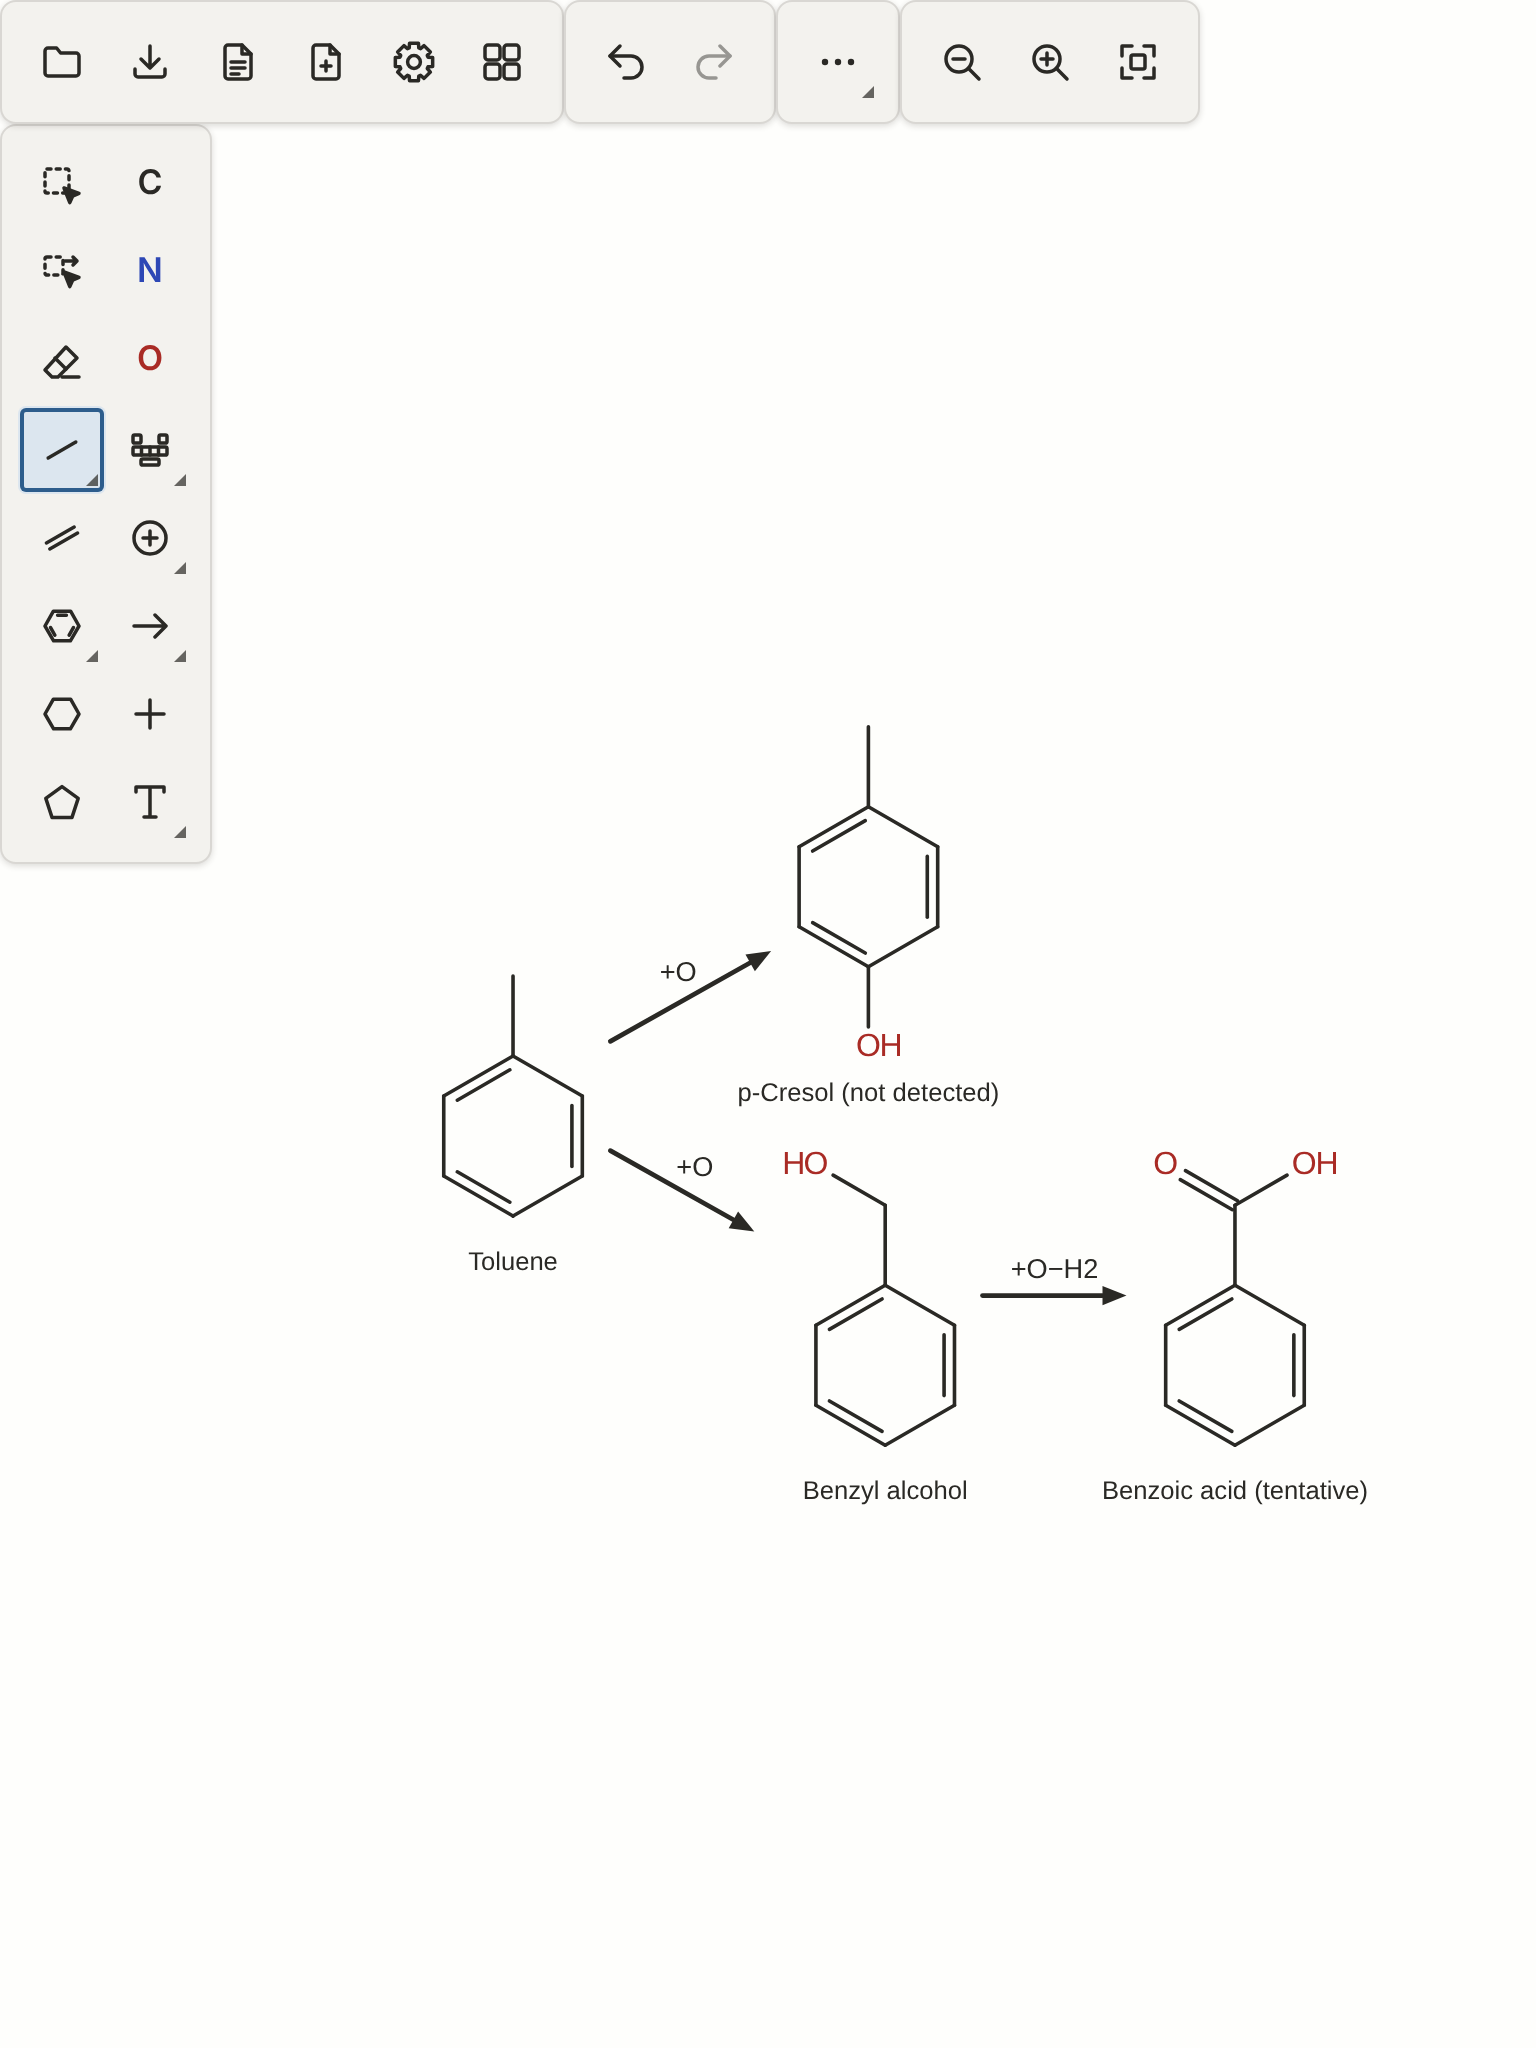 C
N
O
+O
OH
p-Cresol (not detected)
+O
HO
O
OH
Toluene
+O−H2
Benzyl alcohol
Benzoic acid (tentative)